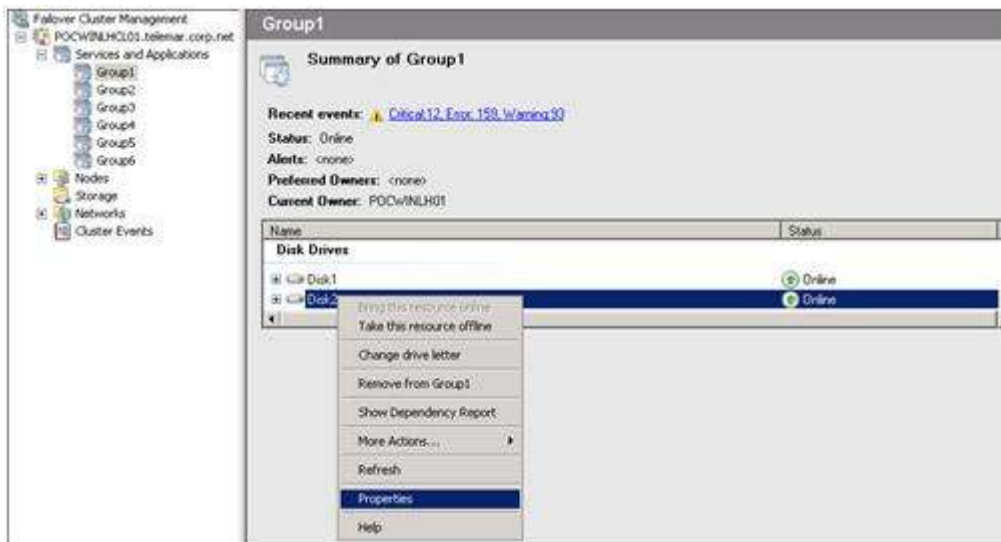 Failover Cluster Management
POCWINLHCL01.telemar.corp.net
Services and Applications
Group1
Group2
Group3
Group4
Group5
Group6
Nodes
Storage
Networks
Cluster Events
Group1
Summary of Group1
Recent events: Critical:12, Error: 159, Warning:93
Status: Online
Alerts: <none>
Preferred Owners: <none>
Current Owner: POCWINLH01
Name Status
Disk Drives
Disk1 Online
Disk2 Online
Bring this resource online
Take this resource offline
Change drive letter
Remove from Group1
Show Dependency Report
More Actions...
Refresh
Properties
Help